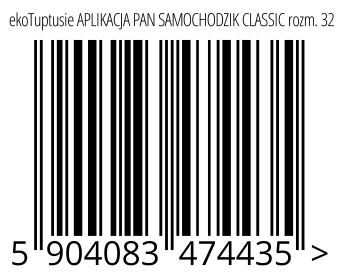 ekoTuptusie APLIKACJA PAN SAMOCHODZIK CLASSIC rozm. 32
5 904083 474435 >